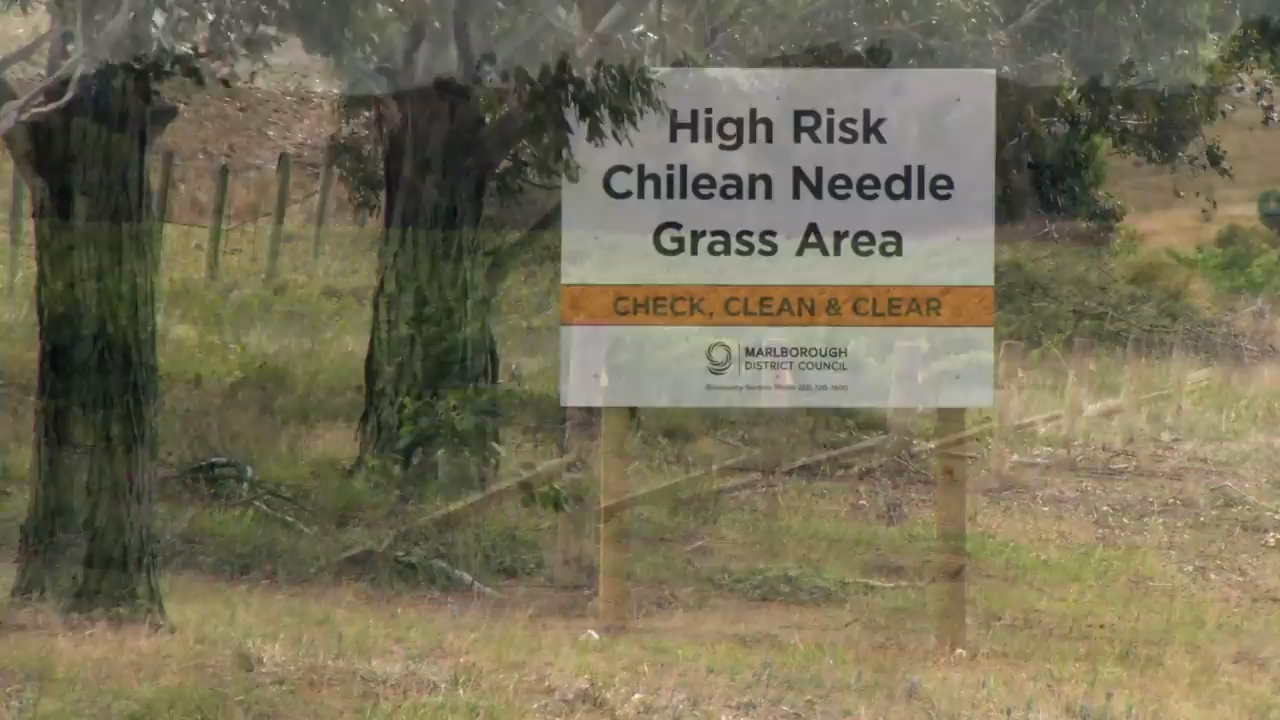 High Risk
Chilean Needle
Grass Area
CHECK, CLEAN & CLEAR
MARLBOROUGH
DISTRICT COUNCIL